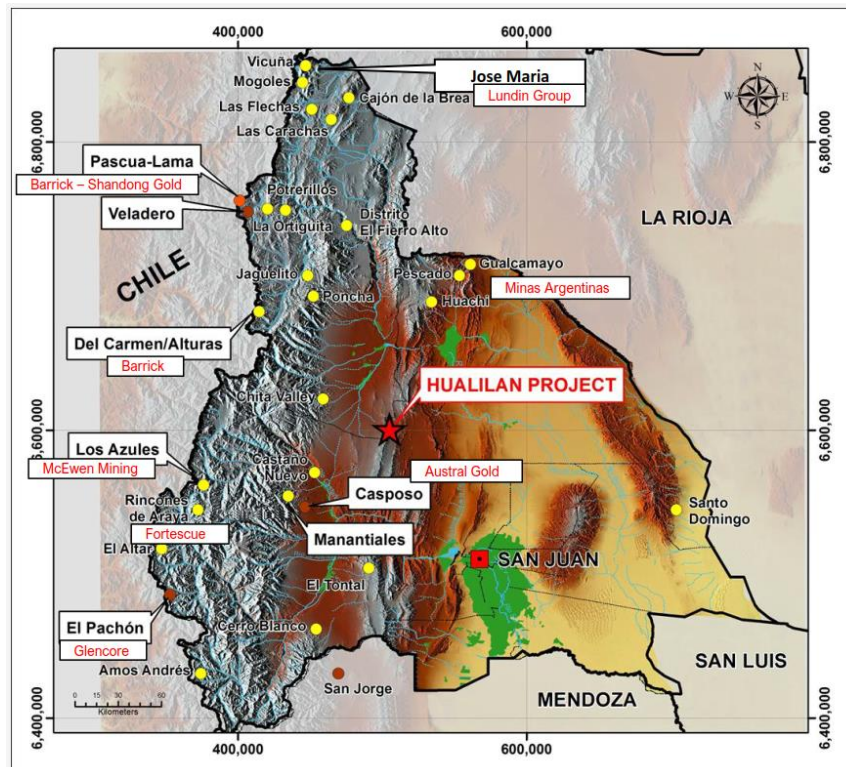 400,000
600,000
Vicuña
Mogoles
Jose Maria
Lundin Group
Cajón de la Brea
Las Flechas
Las Carachas
N
W
E
S
6,800,000
6,800,000
Pascua-Lama
Barrick – Shandong Gold
Potrerillos
Veladero
La Ortigüita
Distrito
El Fierro Alto
LA RIOJA
CHILE
Jagüelito
Poncha
Gualcamayo
Pescado
Minas Argentinas
Huachi
Del Carmen/Alturas
Barrick
HUALILAN PROJECT
Chita Valley
6,600,000
6,600,000
Los Azules
McEwen Mining
Castaño
Nuevo
Austral Gold
Casposo
Rincones
de Araya
Fortescue
Manantiales
Santo
Domingo
El Altar
SAN JUAN
El Tontal
El Pachón
Glencore
Cerro Blanco
Amos Andrés
San Jorge
SAN LUIS
MENDOZA
0 15 30 60
Kilometers
6,400,000
6,400,000
400,000
600,000